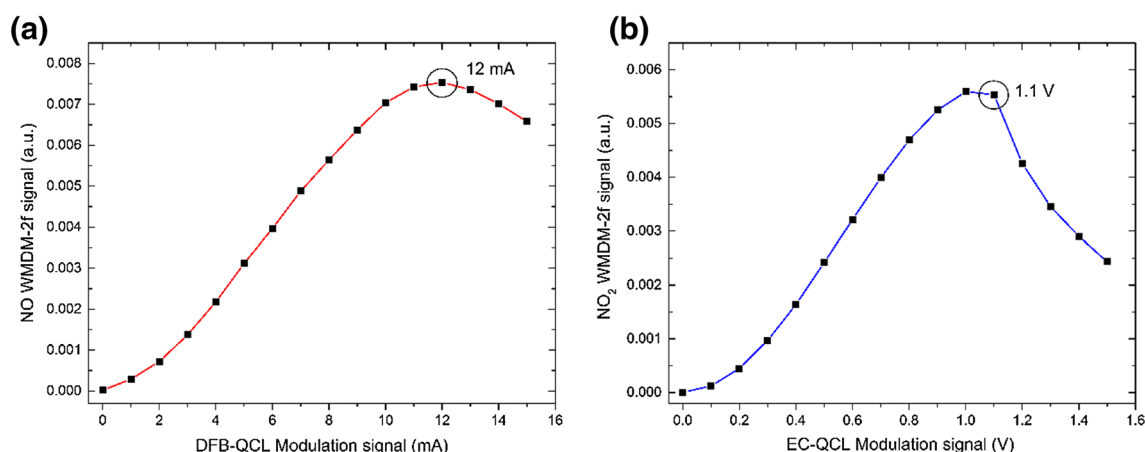 (a)
NO WMDM-2f signal (a.u.)
0.008
0.007
0.006
0.005
0.004
0.003
0.002
0.001
0.000
12 mA
0 2 4 6 8 10 12 14 16
DFB-QCL Modulation signal (mA)
(b)
NO₂ WMDM-2f signal (a.u.)
0.006
0.005
0.004
0.003
0.002
0.001
0.000
1.1 V
0.0 0.2 0.4 0.6 0.8 1.0 1.2 1.4 1.6
EC-QCL Modulation signal (V)